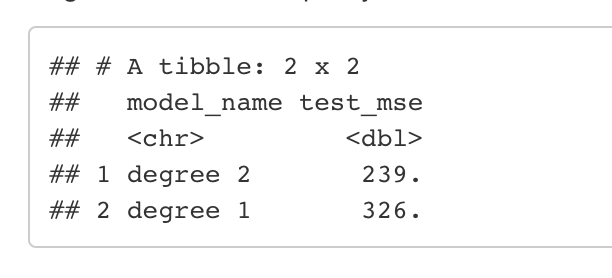 ## # A tibble: 2 x 2
##   model_name test_mse
##   <chr>         <dbl>
## 1 degree 2       239.
## 2 degree 1       326.